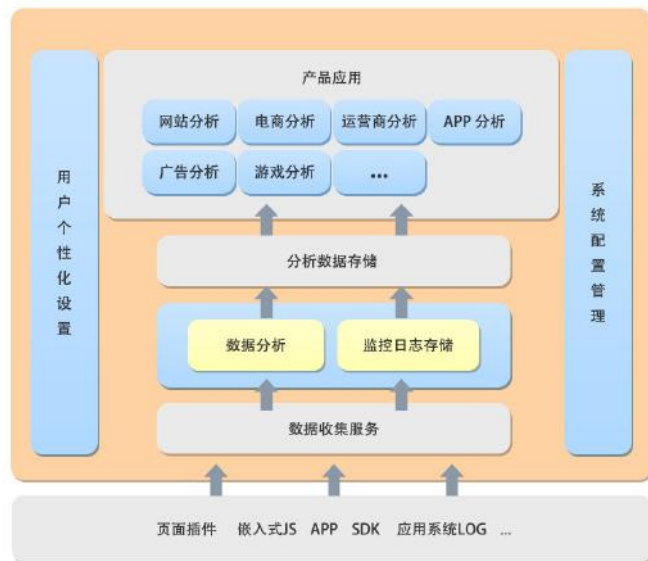 产品应用
网站分析 电商分析 运营商分析 APP 分析
广告分析 游戏分析 ...
用户个性化设置
系统配置管理
分析数据存储
数据分析 监控日志存储
数据收集服务
页面插件 嵌入式JS APP SDK 应用系统LOG ...